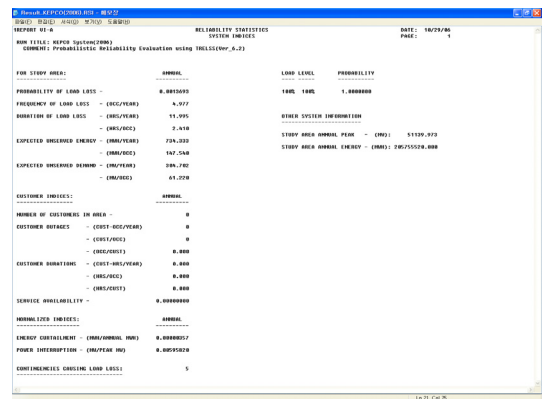 Result.KEPCO(2006).RS1 - 메모장
파일(F) 편집(E) 서식(O) 보기(V) 도움말(H)
1REPORT VI-A RELIABILITY STATISTICS DATE: 10/29/06
SYSTEM INDICES PAGE: 1
RUN TITLE: KEPCO System(2006)
COMMENT: Probabilistic Reliability Evaluation using TRELSS(Ver_6.2)
FOR STUDY AREA: ANNUAL LOAD LEVEL PROBABILITY
PROBABILITY OF LOAD LOSS - 0.0013693 100% 100% 1.0000000
FREQUENCY OF LOAD LOSS - (OCC/YEAR) 4.977
DURATION OF LOAD LOSS - (HRS/YEAR) 11.995 OTHER SYSTEM INFORMATION
- (HRS/OCC) 2.410
STUDY AREA ANNUAL PEAK - (MW): 51139.973
EXPECTED UNSERVED ENERGY - (MWH/YEAR) 734.333
STUDY AREA ANNUAL ENERGY - (MWH): 205755520.000
- (MWH/OCC) 147.540
EXPECTED UNSERVED DEMAND - (MW/YEAR) 304.702
- (MW/OCC) 61.220
CUSTOMER INDICES: ANNUAL
NUMBER OF CUSTOMERS IN AREA - 0
CUSTOMER OUTAGES - (CUST-OCC/YEAR) 0
- (CUST/OCC) 0
- (OCC/CUST) 0.000
CUSTOMER DURATIONS - (CUST-HRS/YEAR) 0.000
- (HRS/OCC) 0.000
- (HRS/CUST) 0.000
SERVICE AVAILABILITY - 0.00000000
NORMALIZED INDICES: ANNUAL
ENERGY CURTAILMENT - (MWH/ANNUAL MWH) 0.00000357
POWER INTERRUPTION - (MW/PEAK MW) 0.00595820
CONTINGENCIES CAUSING LOAD LOSS: 5
Ln 21, Col 35